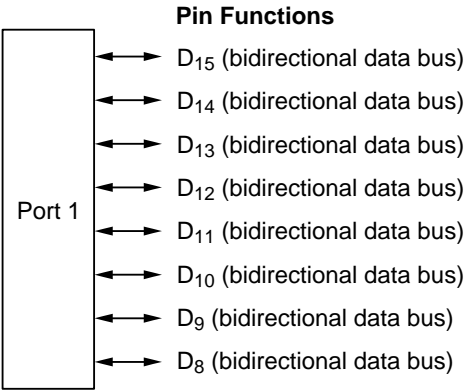 Pin Functions
D15 (bidirectional data bus)
D14 (bidirectional data bus)
D13 (bidirectional data bus)
D12 (bidirectional data bus)
Port 1
D11 (bidirectional data bus)
D10 (bidirectional data bus)
D9 (bidirectional data bus)
D8 (bidirectional data bus)